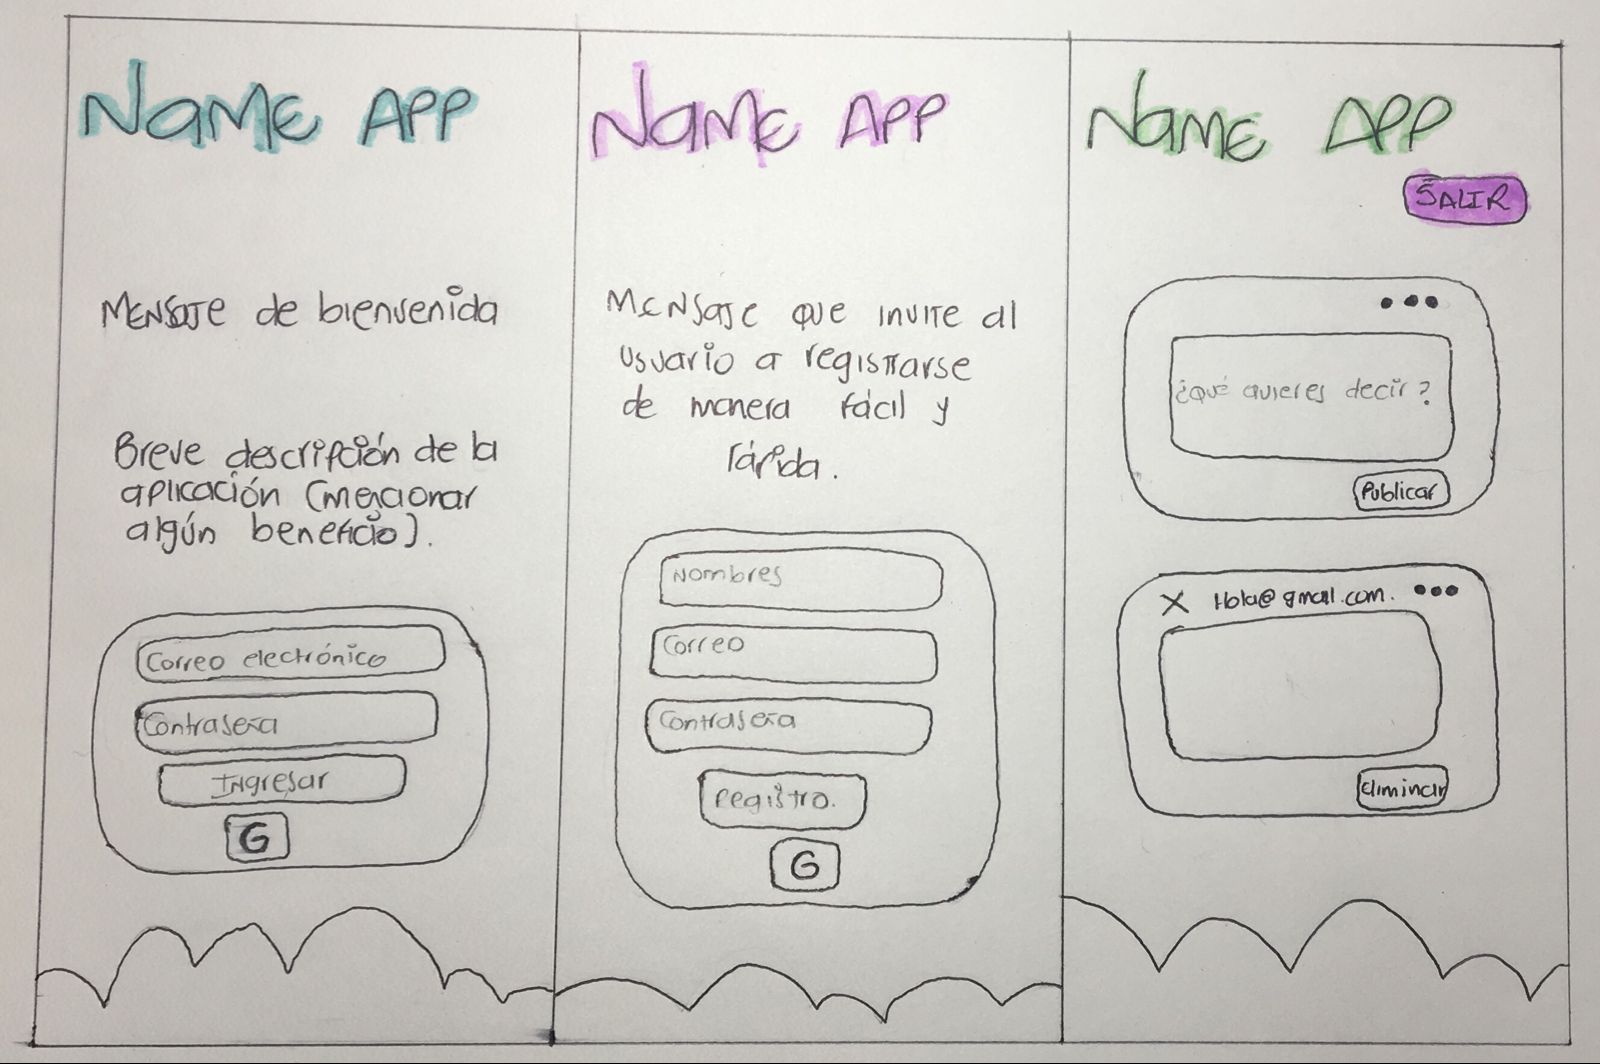 NaME APP
Mensaje de bienvenida
Breve descripción de la
aplicación (mencionar
algún beneficio).
Correo electrónico
Contraseña
Ingresar
G
NaME APP
Mensaje que invite al
usuario a registrarse
de manera fácil y
rápida.
Nombres
Correo
Contraseña
Registro.
G
NaME APP
SALIR
¿Qué quieres decir?
Publicar
X Hola@gmail.com.
Eliminar